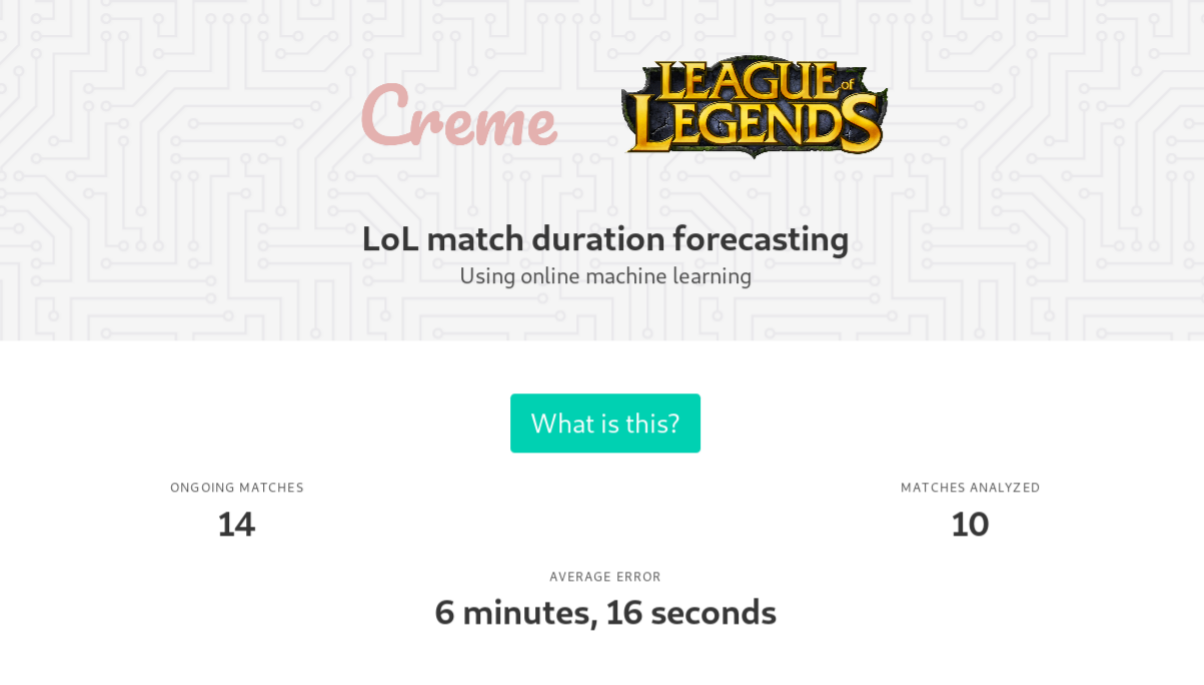 Creme
LEAGUE of
LEGENDS
LoL match duration forecasting
Using online machine learning
What is this?
ONGOING MATCHES
14
MATCHES ANALYZED
10
AVERAGE ERROR
6 minutes, 16 seconds